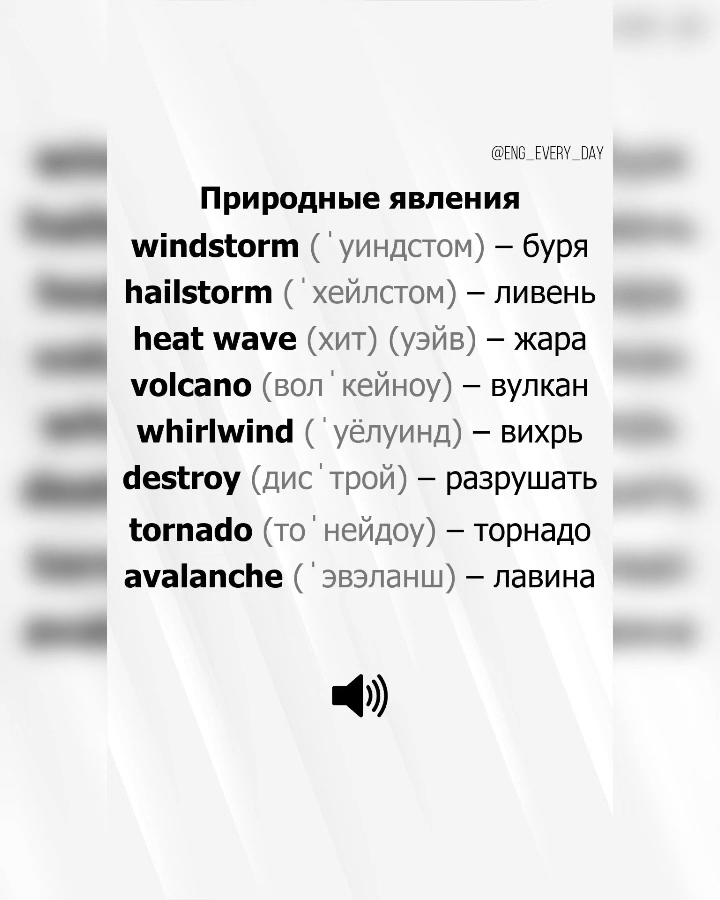 @ENG_EVERY_DAY
Природные явления
windstorm (ˈуиндстом) – буря
hailstorm (ˈхейлстом) – ливень
heat wave (хит) (уэйв) – жара
volcano (волˈкейноу) – вулкан
whirlwind (ˈуёлуинд) – вихрь
destroy (дисˈтрой) – разрушать
tornado (тоˈнейдоу) – торнадо
avalanche (ˈэвэланш) – лавина